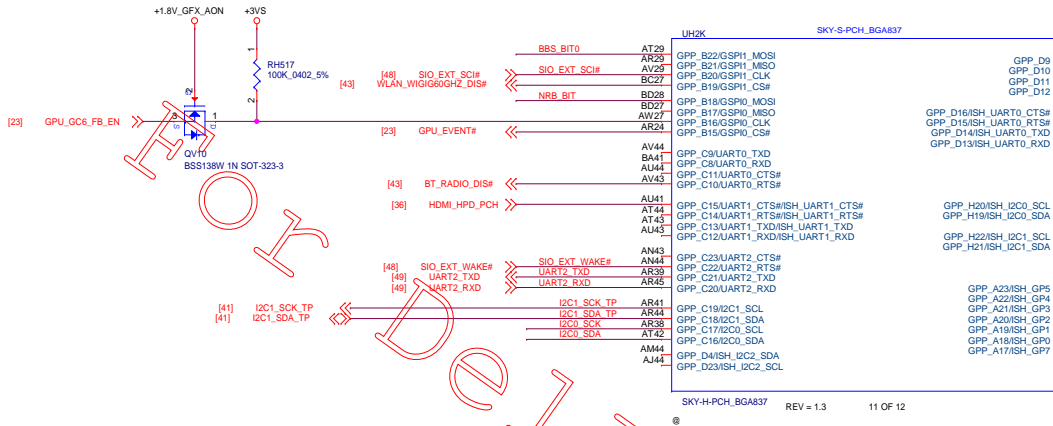 +1.8V_GFX_AON
+3VS
1
RH517
100K_0402_5%
2
2
[23] GPU_GC6_FB_EN
3
1
S
D
QV10
BSS138W 1N SOT-323-3
UH2K
SKY-S-PCH_BGA837
BBS_BIT0 AT29 GPP_B22/GSPI1_MOSI
AR29 GPP_B21/GSPI1_MISO
[48] SIO_EXT_SCI# SIO_EXT_SCI# AV29 GPP_B20/GSPI1_CLK
[43] WLAN_WIGIG60GHZ_DIS# BC27 GPP_B19/GSPI1_CS#
NRB_BIT BD28 GPP_B18/GSPI0_MOSI
BD27 GPP_B17/GSPI0_MISO
AW27 GPP_B16/GSPI0_CLK
[23] GPU_EVENT# AR24 GPP_B15/GSPI0_CS#
AV44 GPP_C9/UART0_TXD
BA41 GPP_C8/UART0_RXD
AU44 GPP_C11/UART0_CTS#
[43] BT_RADIO_DIS# AV43 GPP_C10/UART0_RTS#
[36] HDMI_HPD_PCH AU41 GPP_C15/UART1_CTS#/ISH_UART1_CTS#
AT44 GPP_C14/UART1_RTS#/ISH_UART1_RTS#
AT43 GPP_C13/UART1_TXD/ISH_UART1_TXD
AU43 GPP_C12/UART1_RXD/ISH_UART1_RXD
AN43 GPP_C23/UART2_CTS#
[48] SIO_EXT_WAKE# SIO_EXT_WAKE# AN44 GPP_C22/UART2_RTS#
[49] UART2_TXD UART2_TXD AR39 GPP_C21/UART2_TXD
[49] UART2_RXD UART2_RXD AR45 GPP_C20/UART2_RXD
[41] I2C1_SCK_TP I2C1_SCK_TP AR41 GPP_C19/I2C1_SCL
[41] I2C1_SDA_TP I2C1_SDA_TP AR44 GPP_C18/I2C1_SDA
I2C0_SCK AR38 GPP_C17/I2C0_SCL
I2C0_SDA AT42 GPP_C16/I2C0_SDA
AM44 GPP_D4/ISH_I2C2_SDA
AJ44 GPP_D23/ISH_I2C2_SCL
GPP_D9
GPP_D10
GPP_D11
GPP_D12
GPP_D16/ISH_UART0_CTS#
GPP_D15/ISH_UART0_RTS#
GPP_D14/ISH_UART0_TXD
GPP_D13/ISH_UART0_RXD
GPP_H20/ISH_I2C0_SCL
GPP_H19/ISH_I2C0_SDA
GPP_H22/ISH_I2C1_SCL
GPP_H21/ISH_I2C1_SDA
GPP_A23/ISH_GP5
GPP_A22/ISH_GP4
GPP_A21/ISH_GP3
GPP_A20/ISH_GP2
GPP_A19/ISH_GP1
GPP_A18/ISH_GP0
GPP_A17/ISH_GP7
SKY-H-PCH_BGA837
REV = 1.3
11 OF 12
@
For